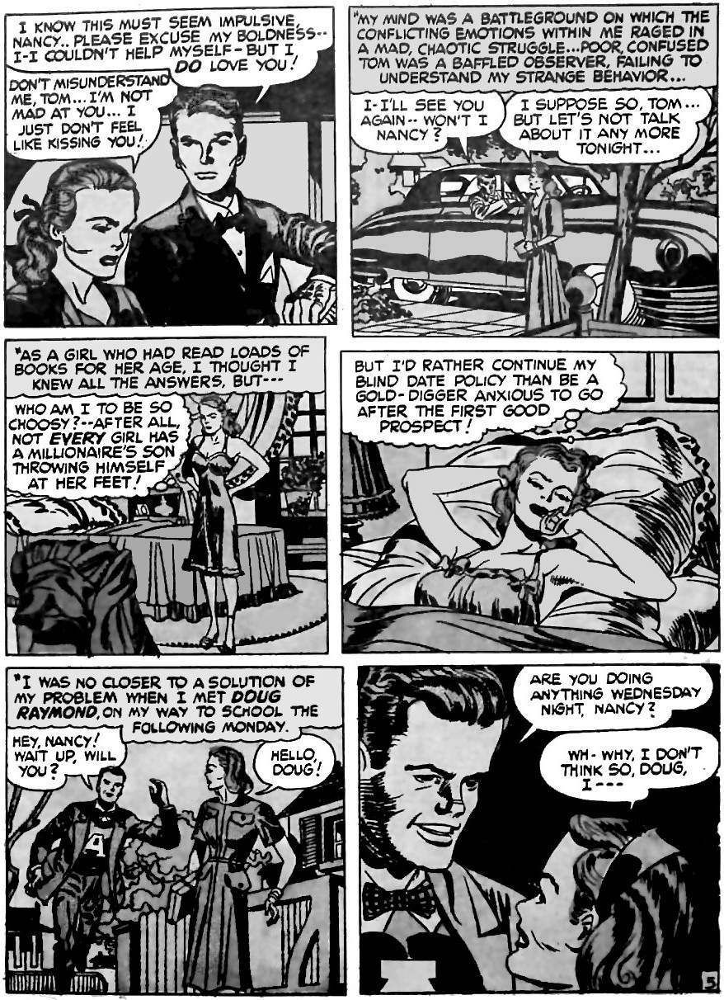 I KNOW THIS MUST SEEM IMPULSIVE,
NANCY.. PLEASE EXCUSE MY BOLDNESS--
I-I COULDN'T HELP MYSELF-BUT I
DO LOVE YOU!
DON'T MISUNDERSTAND
ME, TOM... I'M NOT
MAD AT YOU... I
JUST DON'T FEEL
LIKE KISSING YOU!
"MY MIND WAS A BATTLEGROUND ON WHICH THE
CONFLICTING EMOTIONS WITHIN ME RAGED IN
A MAD, CHAOTIC STRUGGLE...POOR, CONFUSED
TOM WAS A BAFFLED OBSERVER, FAILING TO
UNDERSTAND MY STRANGE BEHAVIOR...
I-I'LL SEE YOU
AGAIN-- WON'T I
NANCY?
I SUPPOSE SO, TOM...
BUT LET'S NOT TALK
ABOUT IT ANY MORE
TONIGHT...
"AS A GIRL WHO HAD READ LOADS OF
BOOKS FOR HER AGE, I THOUGHT I
KNEW ALL THE ANSWERS, BUT---
WHO AM I TO BE SO
CHOOSY?--AFTER ALL,
NOT EVERY GIRL HAS
A MILLIONAIRE'S SON
THROWING HIMSELF
AT HER FEET!
BUT I'D RATHER CONTINUE MY
BLIND DATE POLICY THAN BE A
GOLD-DIGGER ANXIOUS TO GO
AFTER THE FIRST GOOD
PROSPECT!
"I WAS NO CLOSER TO A SOLUTION OF
MY PROBLEM WHEN I MET DOUG
RAYMOND, ON MY WAY TO SCHOOL THE
FOLLOWING MONDAY.
HEY, NANCY!
WAIT UP, WILL
YOU?
HELLO,
DOUG!
A
ARE YOU DOING
ANYTHING WEDNESDAY
NIGHT, NANCY?
WH-WHY, I DON'T
THINK SO, DOUG,
I---
5